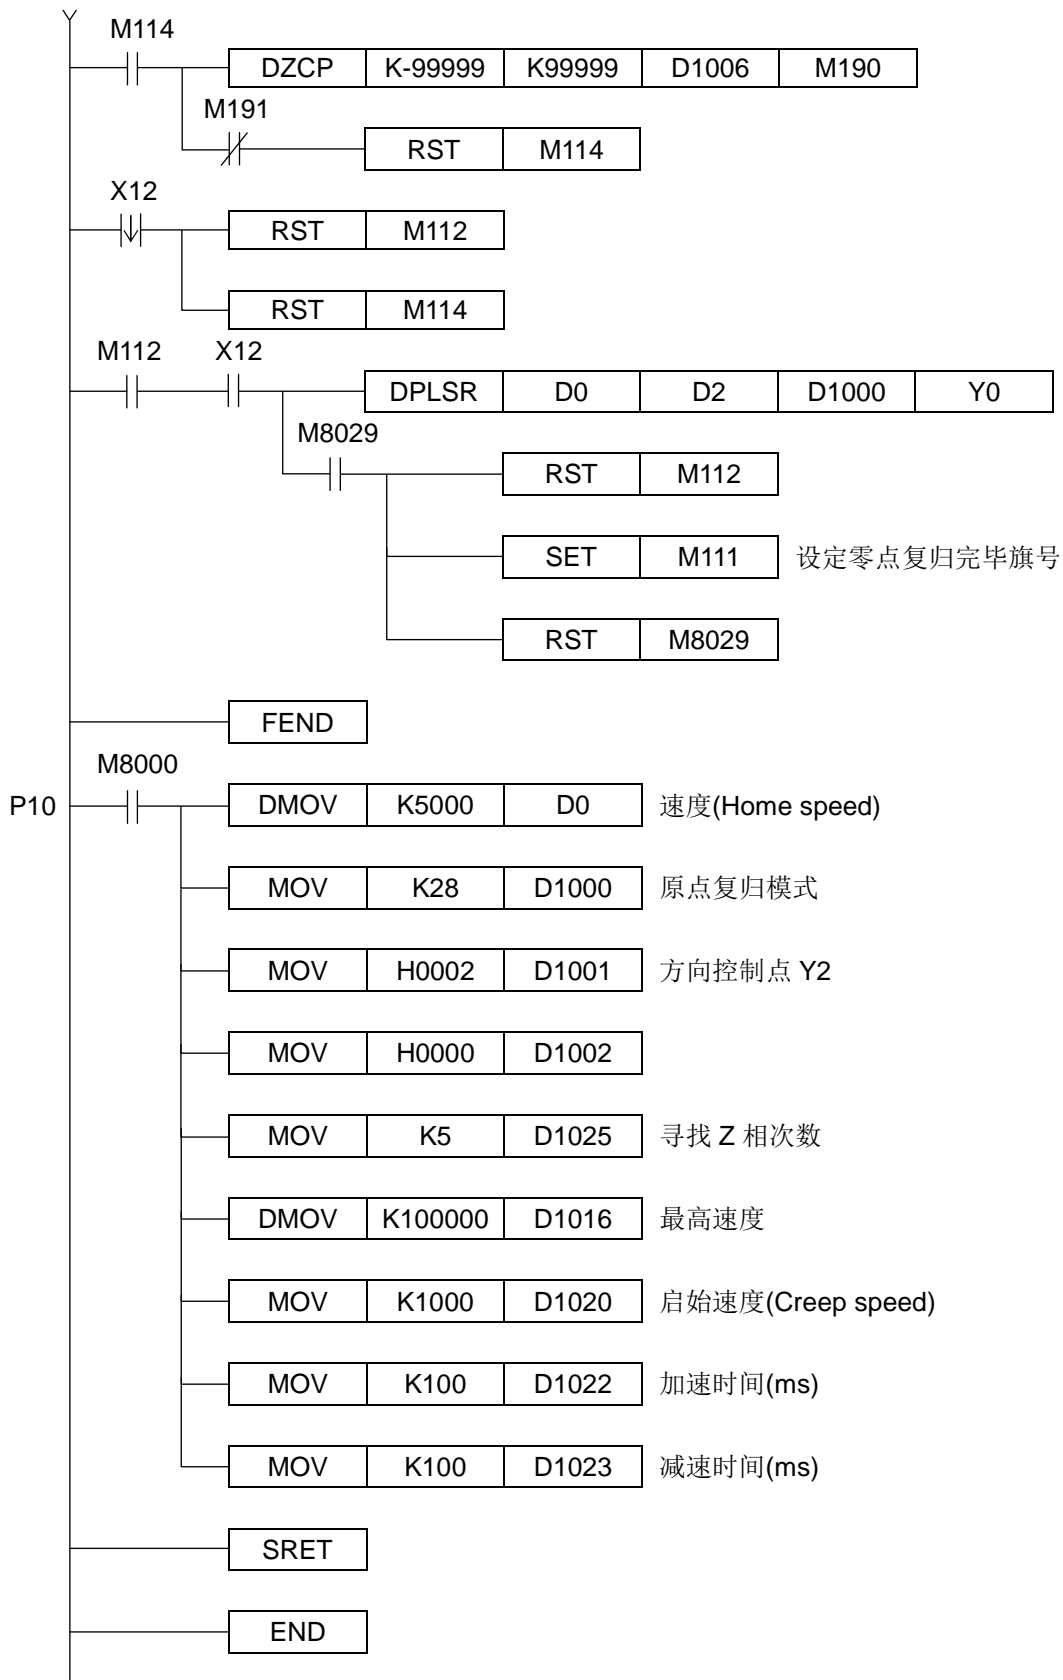 M114
DZCP K-99999 K99999 D1006 M190
M191
RST M114
X12
RST M112
RST M114
M112 X12
DPLSR D0 D2 D1000 Y0
M8029
RST M112
SET M111 设定零点复归完毕旗号
RST M8029
FEND
M8000
P10 DMOV K5000 D0 速度(Home speed)
MOV K28 D1000 原点复归模式
MOV H0002 D1001 方向控制点 Y2
MOV H0000 D1002
MOV K5 D1025 寻找 Z 相次数
DMOV K100000 D1016 最高速度
MOV K1000 D1020 启始速度(Creep speed)
MOV K100 D1022 加速时间(ms)
MOV K100 D1023 减速时间(ms)
SRET
END